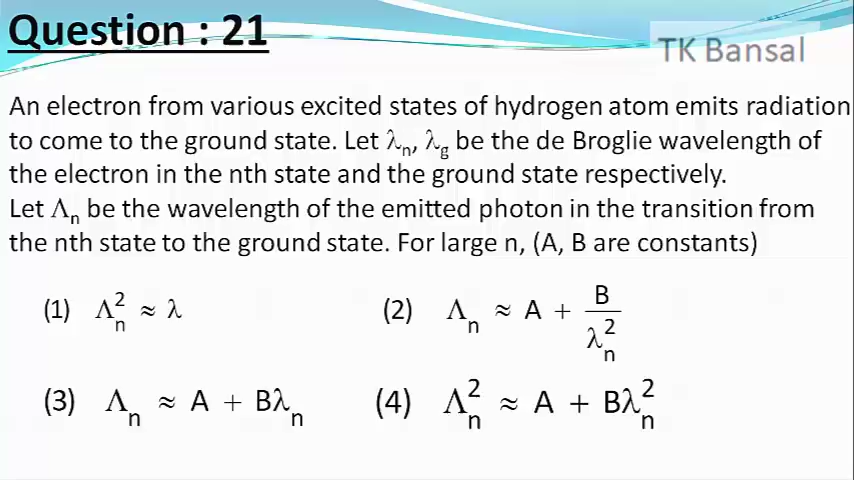 Question : 21
TK Bansal
An electron from various excited states of hydrogen atom emits radiation
to come to the ground state. Let λₙ, λg be the de Broglie wavelength of
the electron in the nth state and the ground state respectively.
Let Λₙ be the wavelength of the emitted photon in the transition from
the nth state to the ground state. For large n, (A, B are constants)
(1) Λₙ² ≈ λ (2) Λₙ ≈ A + B/λₙ²
(3) Λₙ ≈ A + Bλₙ (4) Λₙ² ≈ A + Bλₙ²